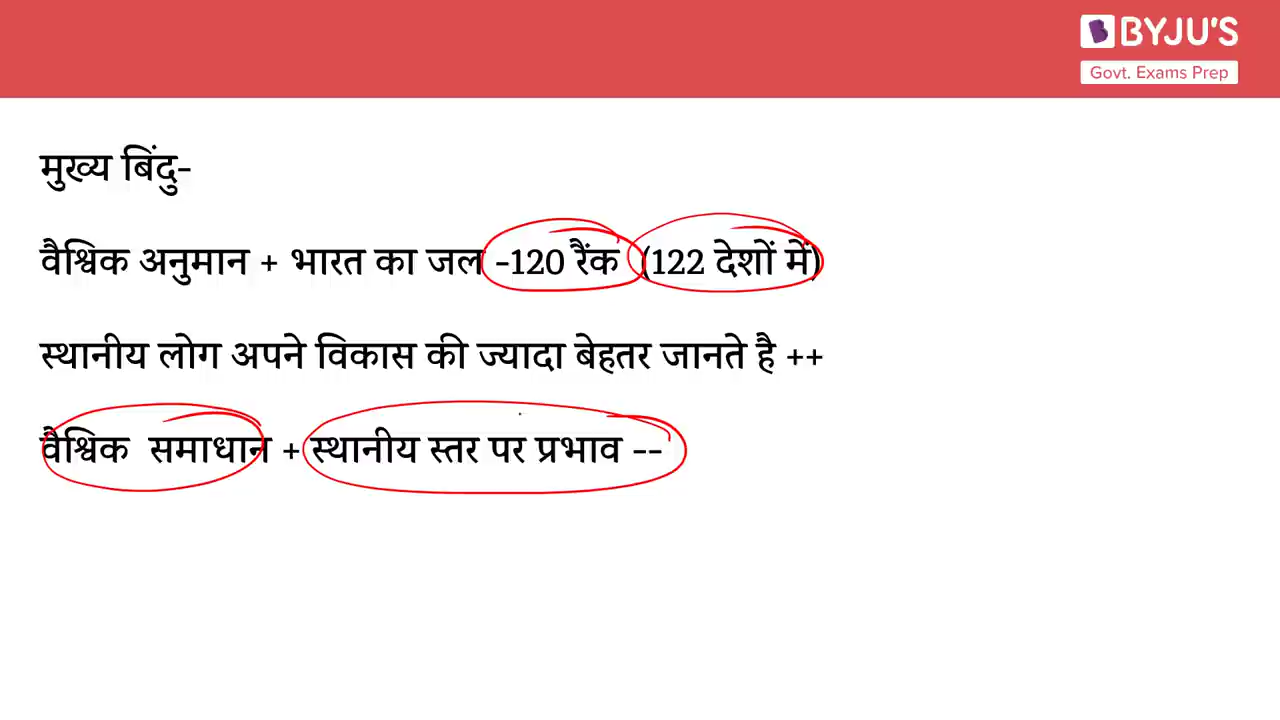 BYJU'S
Govt. Exams Prep
मुख्य बिंदु-
वैश्विक अनुमान + भारत का जल -120 रैंक (122 देशों में)
स्थानीय लोग अपने विकास की ज्यादा बेहतर जानते है ++
वैश्विक समाधान + स्थानीय स्तर पर प्रभाव --